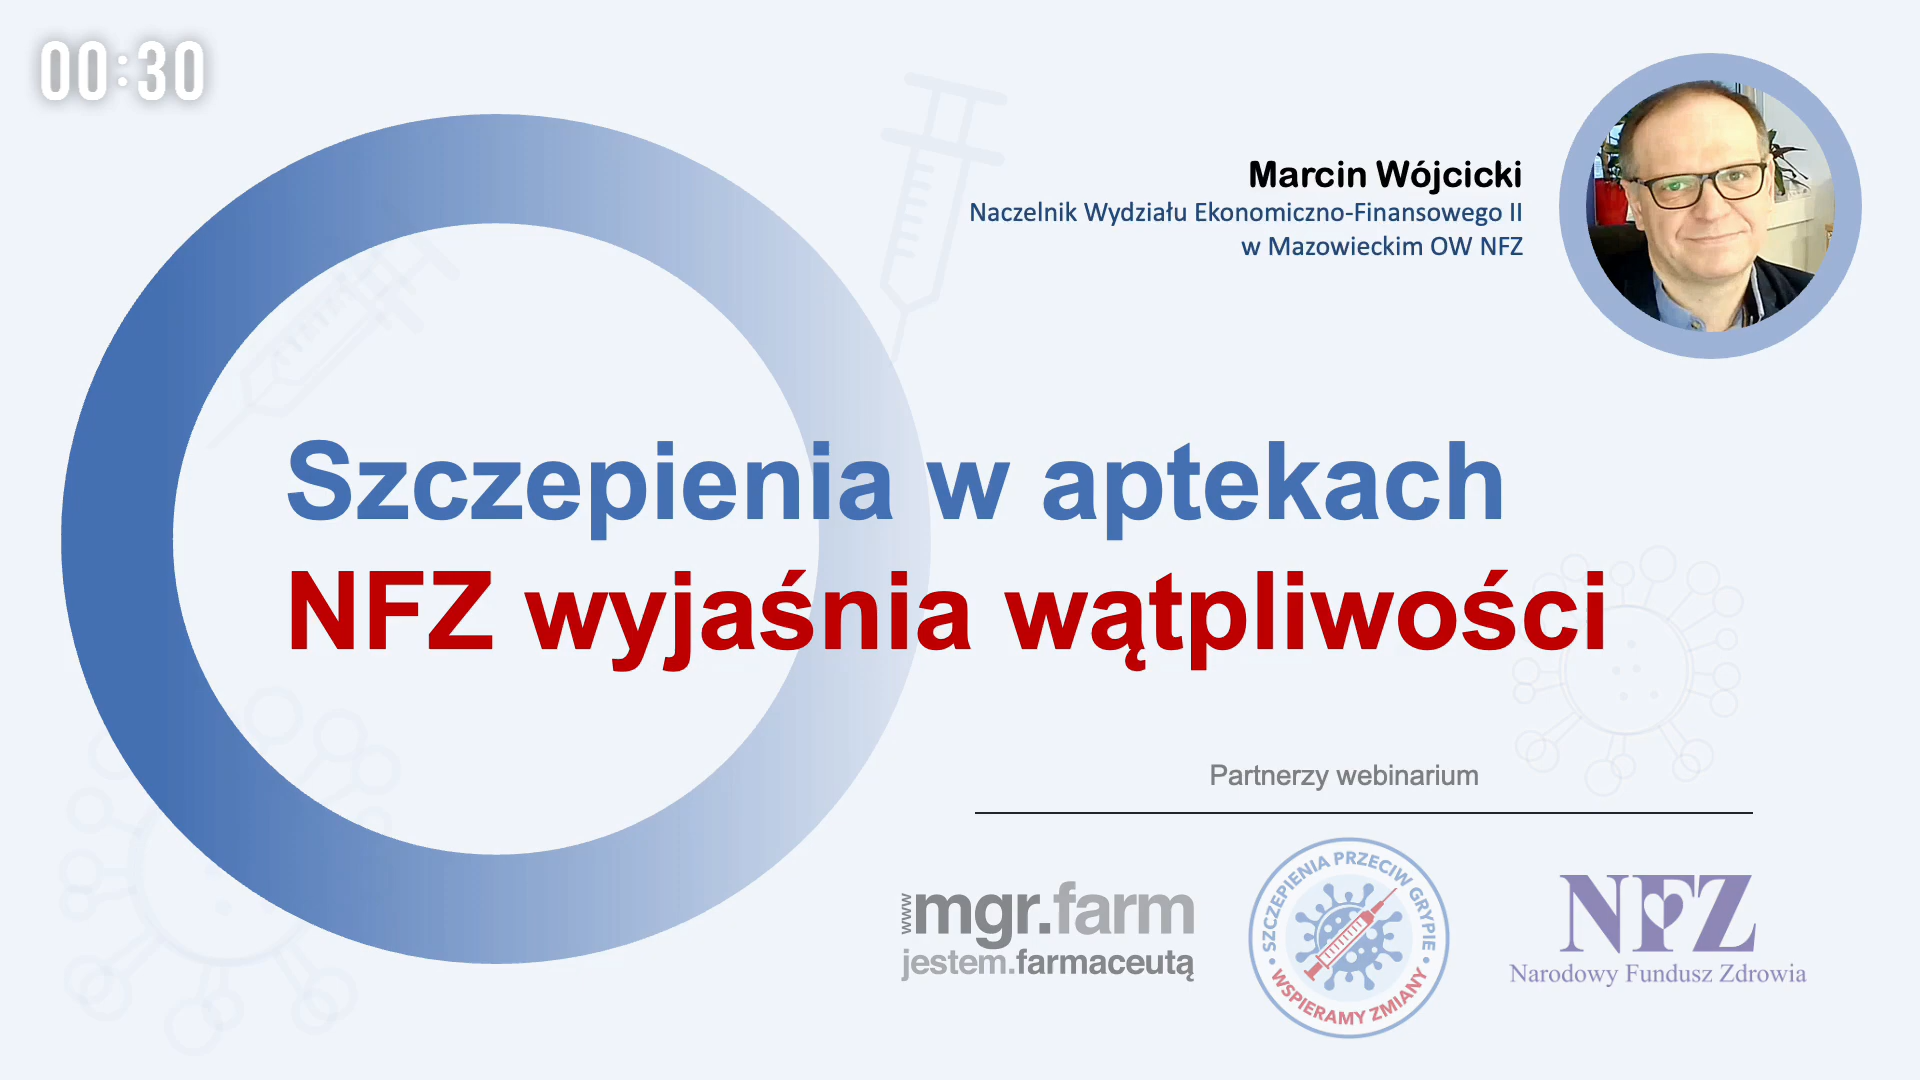 00:30
Marcin Wójcicki
Naczelnik Wydziału Ekonomiczno-Finansowego II
w Mazowieckim OW NFZ
Szczepienia w aptekach
NFZ wyjaśnia wątpliwości
Partnerzy webinarium
www.mgr.farm
jestem.farmaceutą
SZCZEPIENIA PRZECIW GRYPIE
• WSPIERAMY ZMIANY •
NFZ
Narodowy Fundusz Zdrowia